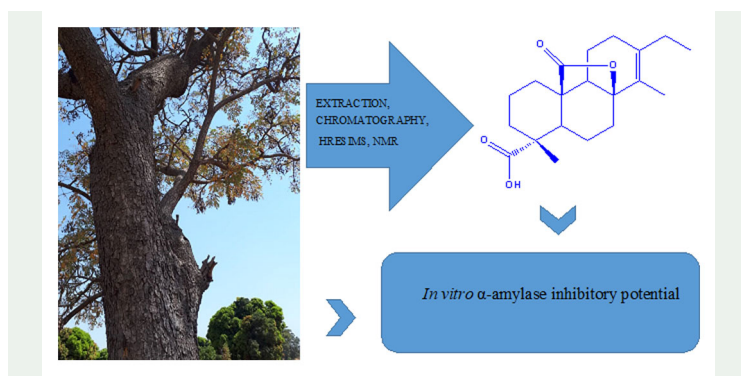 EXTRACTION,
CHROMATOGRAPHY,
HRESIMS, NMR
O
O
O
OH
In vitro α-amylase inhibitory potential